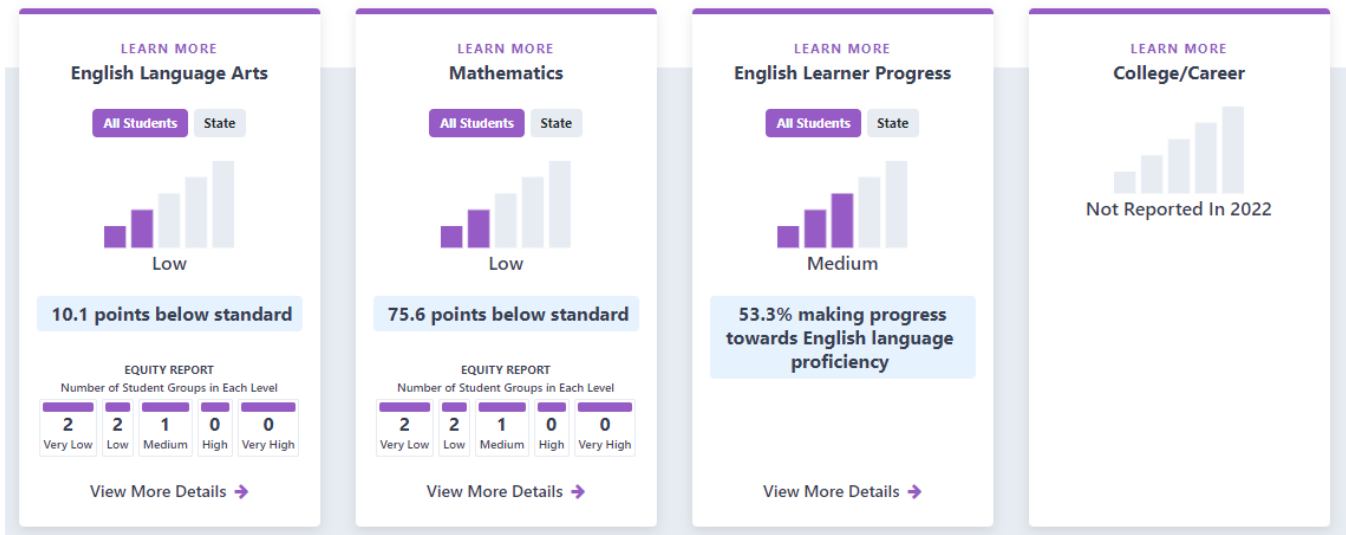 LEARN MORE
English Language Arts
All Students State
Low
10.1 points below standard
EQUITY REPORT
Number of Student Groups in Each Level
2 2 1 0 0
Very Low Low Medium High Very High
View More Details
LEARN MORE
Mathematics
All Students State
Low
75.6 points below standard
EQUITY REPORT
Number of Student Groups in Each Level
2 2 1 0 0
Very Low Low Medium High Very High
View More Details
LEARN MORE
English Learner Progress
All Students State
Medium
53.3% making progress
towards English language
proficiency
View More Details
LEARN MORE
College/Career
Not Reported In 2022